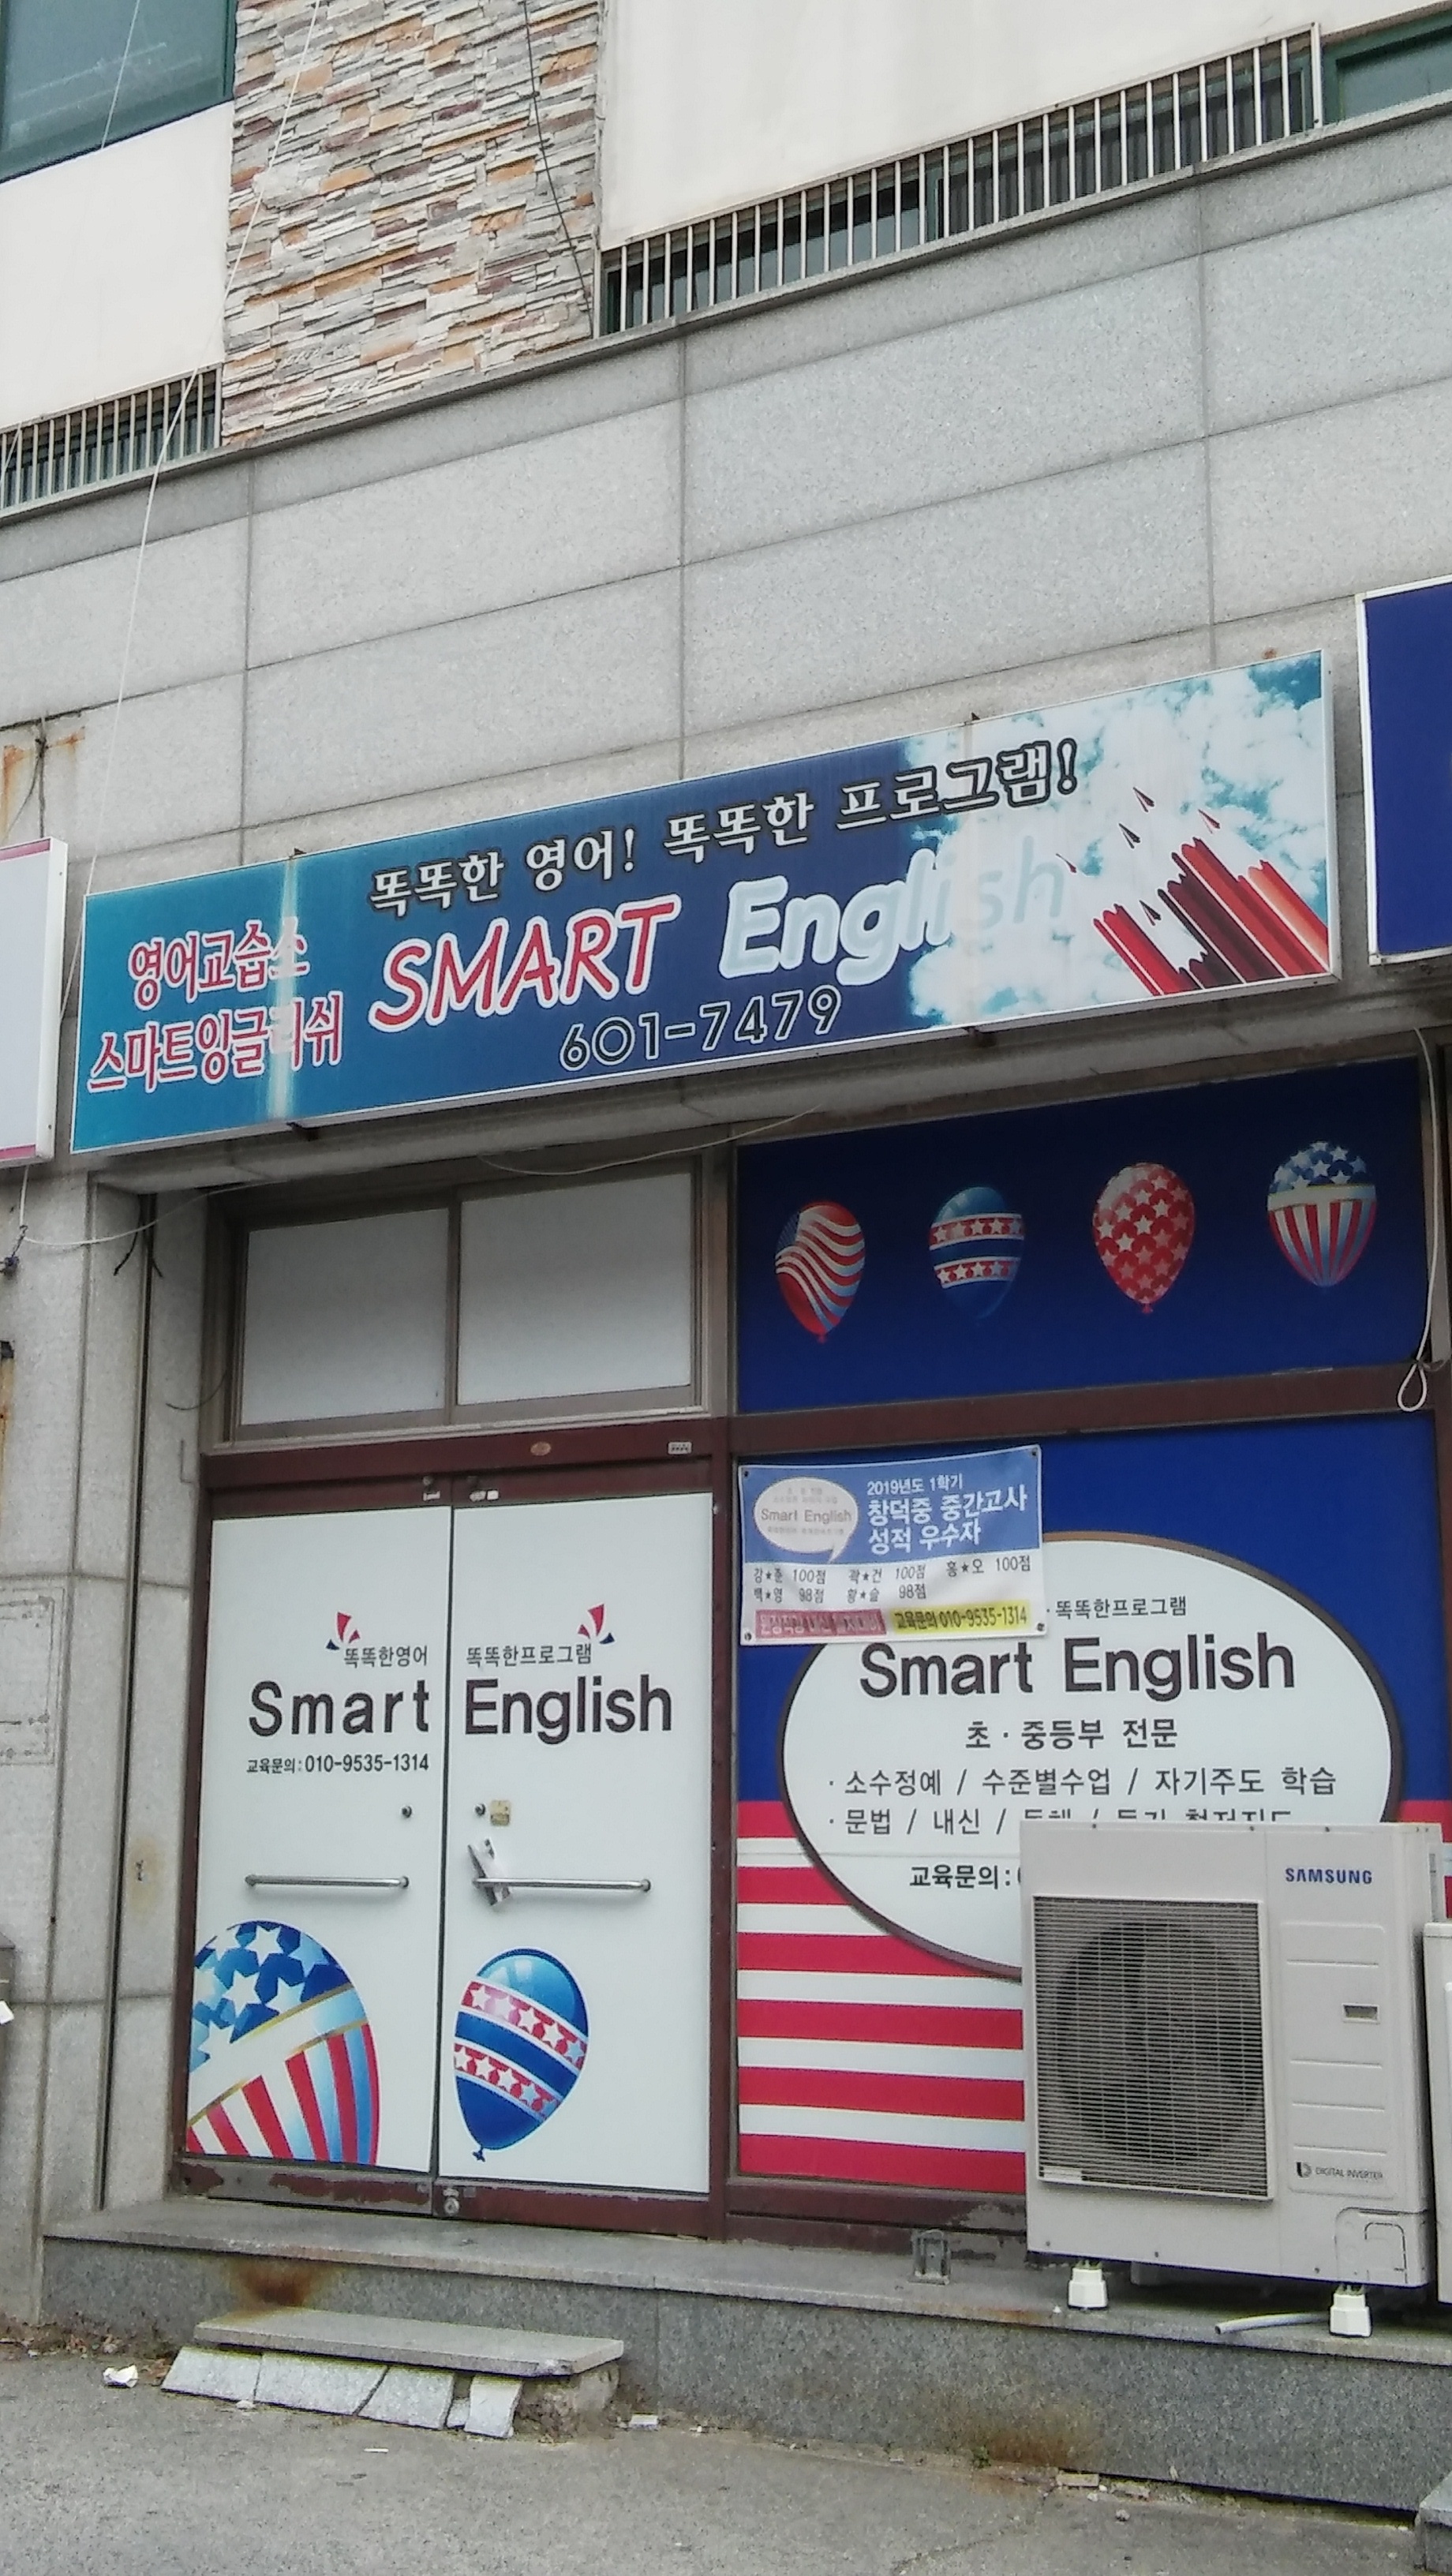 똑똑한 영어! 똑똑한 프로그램!
영어교습소
스마트잉글리쉬
SMART English
601-7479
2019년도 1학기
창덕중 중간고사
성적 우수자
Smart English
강★준 100점 곽★건 100점 홍★오 100점
백★영 98점 황★슬 98점
교육문의 010-9535-1314
똑똑한영어 똑똑한프로그램
Smart English
교육문의:010-9535-1314
· 똑똑한프로그램
Smart English
초 · 중등부 전문
· 소수정예 / 수준별수업 / 자기주도 학습
· 문법 / 내신 /
교육문의:
SAMSUNG
DIGITAL INVERTER